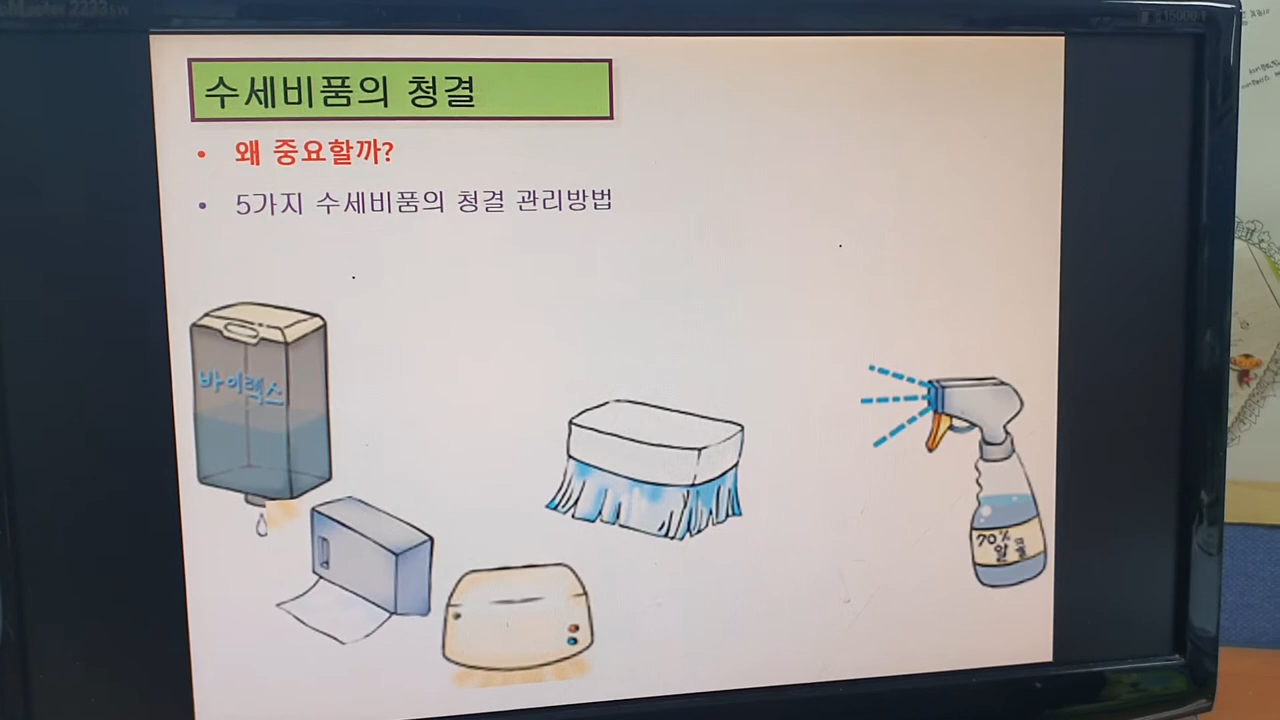 수세비품의 청결
왜 중요할까?
5가지 수세비품의 청결 관리방법
바이렉스
70%
알콜